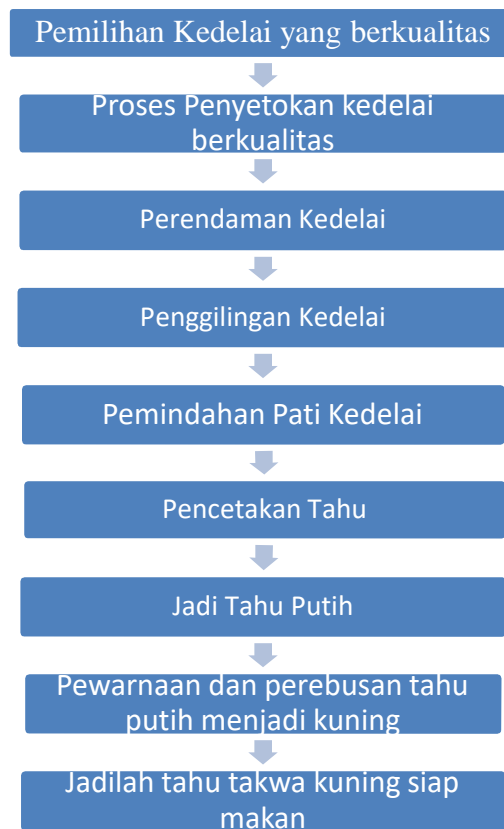 Pemilihan Kedelai yang berkualitas
Proses Penyetokan kedelai
berkualitas
Perendaman Kedelai
Penggilingan Kedelai
Pemindahan Pati Kedelai
Pencetakan Tahu
Jadi Tahu Putih
Pewarnaan dan perebusan tahu
putih menjadi kuning
Jadilah tahu takwa kuning siap
makan